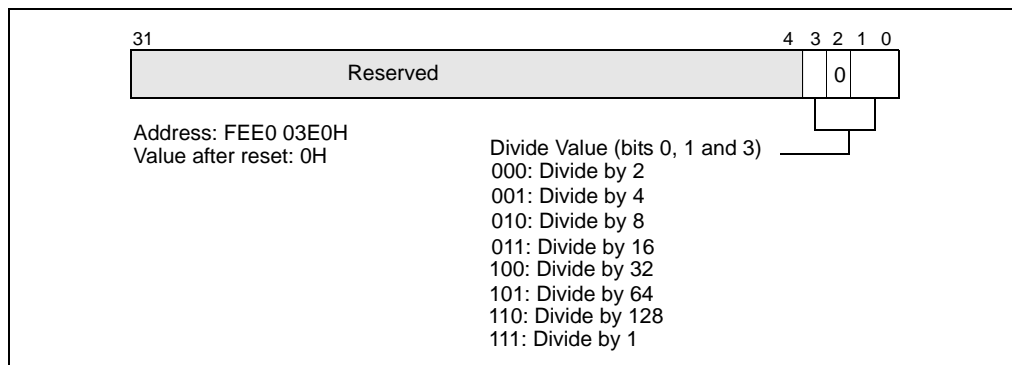 31 4 3 2 1 0
Reserved 0
Address: FEE0 03E0H
Value after reset: 0H
Divide Value (bits 0, 1 and 3)
000: Divide by 2
001: Divide by 4
010: Divide by 8
011: Divide by 16
100: Divide by 32
101: Divide by 64
110: Divide by 128
111: Divide by 1